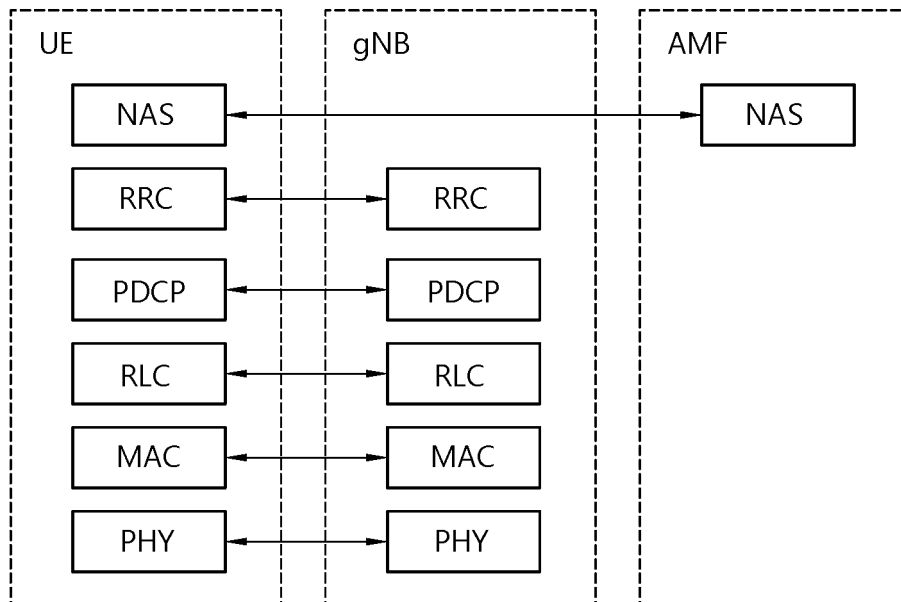 UE gNB AMF
NAS NAS
RRC RRC
PDCP PDCP
RLC RLC
MAC MAC
PHY PHY